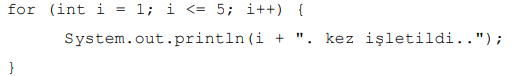 for (int i = 1; i <= 5; i++) {
System.out.println(i + ". kez işletildi..");
}